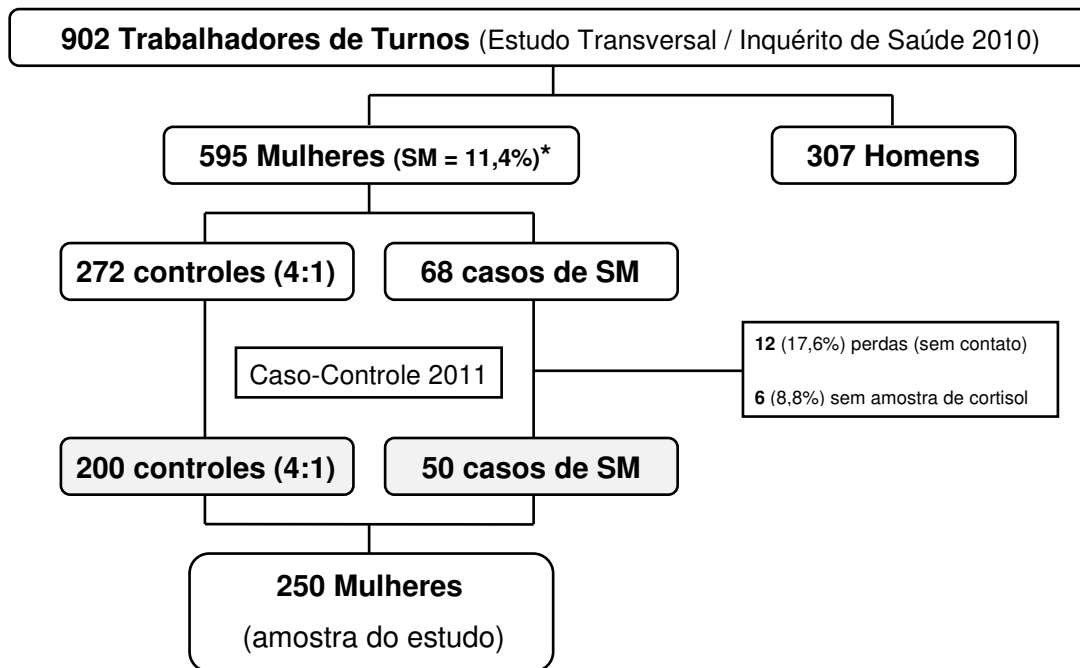 902 Trabalhadores de Turnos (Estudo Transversal / Inquérito de Saúde 2010)
595 Mulheres (SM = 11,4%)*
307 Homens
272 controles (4:1)
68 casos de SM
12 (17,6%) perdas (sem contato)
6 (8,8%) sem amostra de cortisol
Caso-Controle 2011
200 controles (4:1)
50 casos de SM
250 Mulheres
(amostra do estudo)